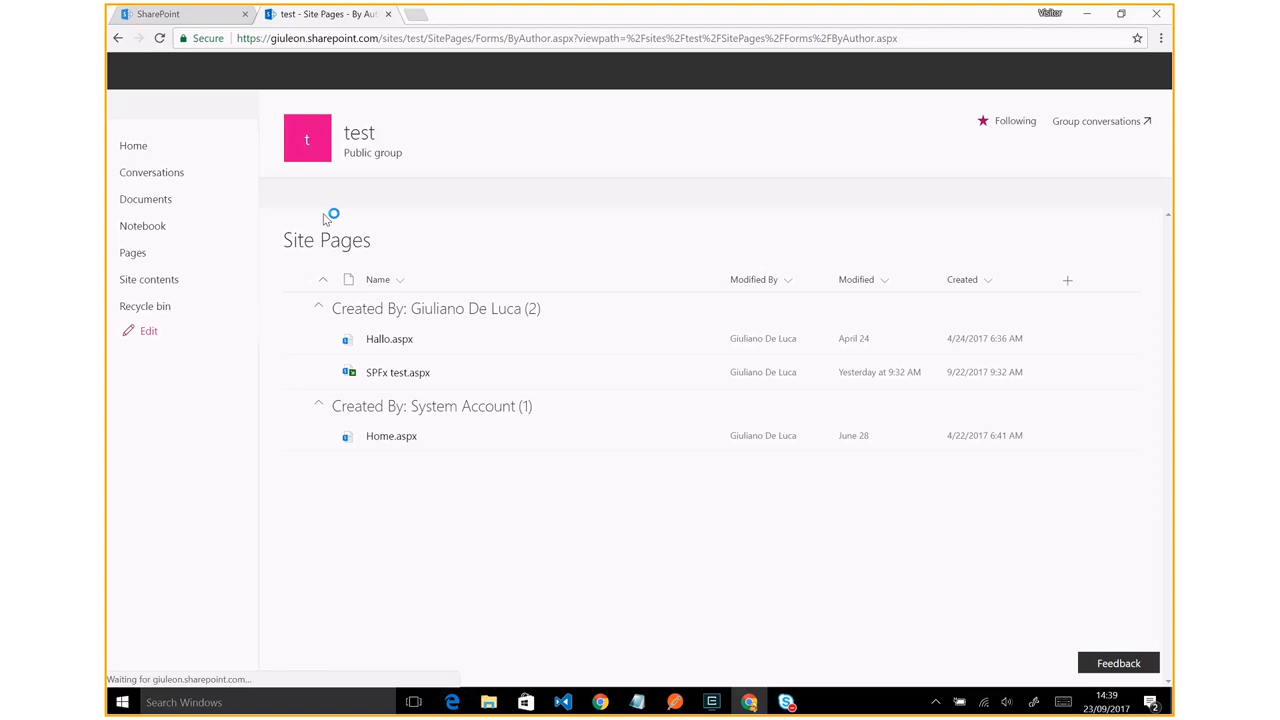 SharePoint
test - Site Pages - By Aut
Visitor
Secure
https://giuleon.sharepoint.com/sites/test/SitePages/Forms/ByAuthor.aspx?viewpath=%2Fsites%2Ftest%2FSitePages%2FForms%2FByAuthor.aspx
t
test
Public group
Following
Group conversations
Home
Conversations
Documents
Notebook
Pages
Site contents
Recycle bin
Edit
Site Pages
Name Modified By Modified Created
Created By: Giuliano De Luca (2)
Hallo.aspx Giuliano De Luca April 24 4/24/2017 6:36 AM
SPFx test.aspx Giuliano De Luca Yesterday at 9:32 AM 9/22/2017 9:32 AM
Created By: System Account (1)
Home.aspx Giuliano De Luca June 28 4/22/2017 6:41 AM
Feedback
Waiting for giuleon.sharepoint.com...
Search Windows
14:39
23/09/2017
2